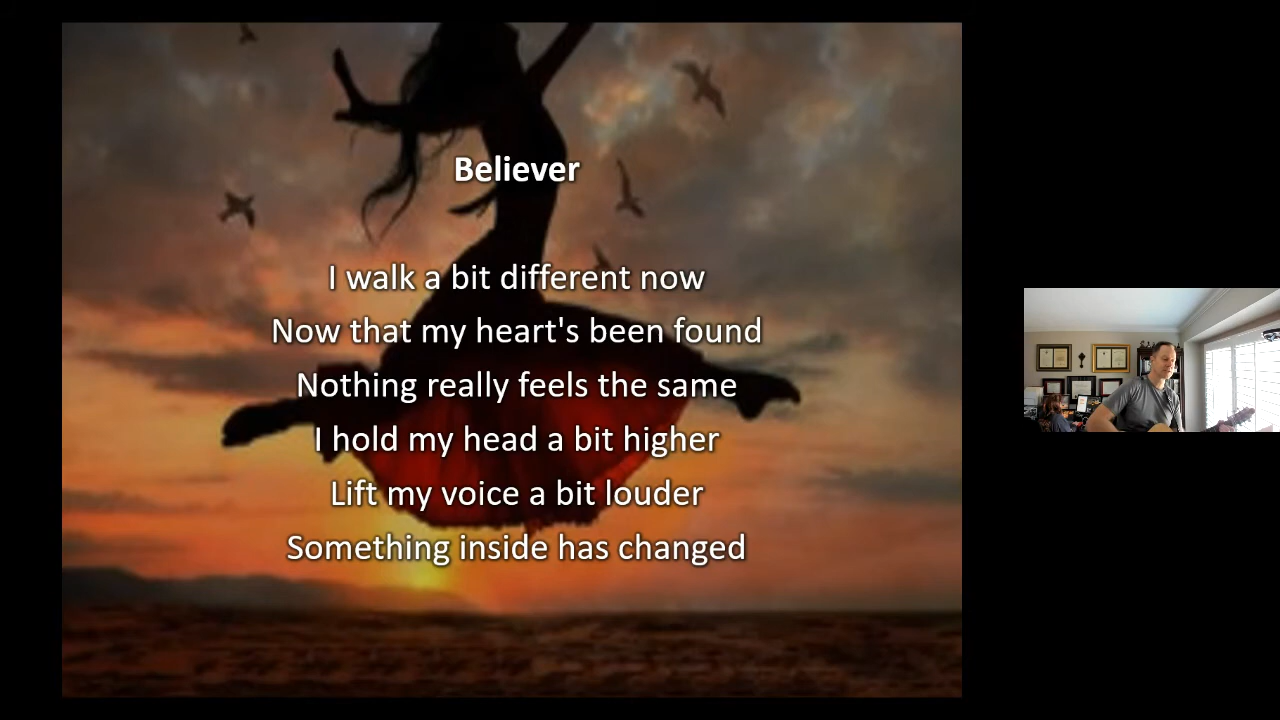 Believer
I walk a bit different now
Now that my heart's been found
Nothing really feels the same
I hold my head a bit higher
Lift my voice a bit louder
Something inside has changed